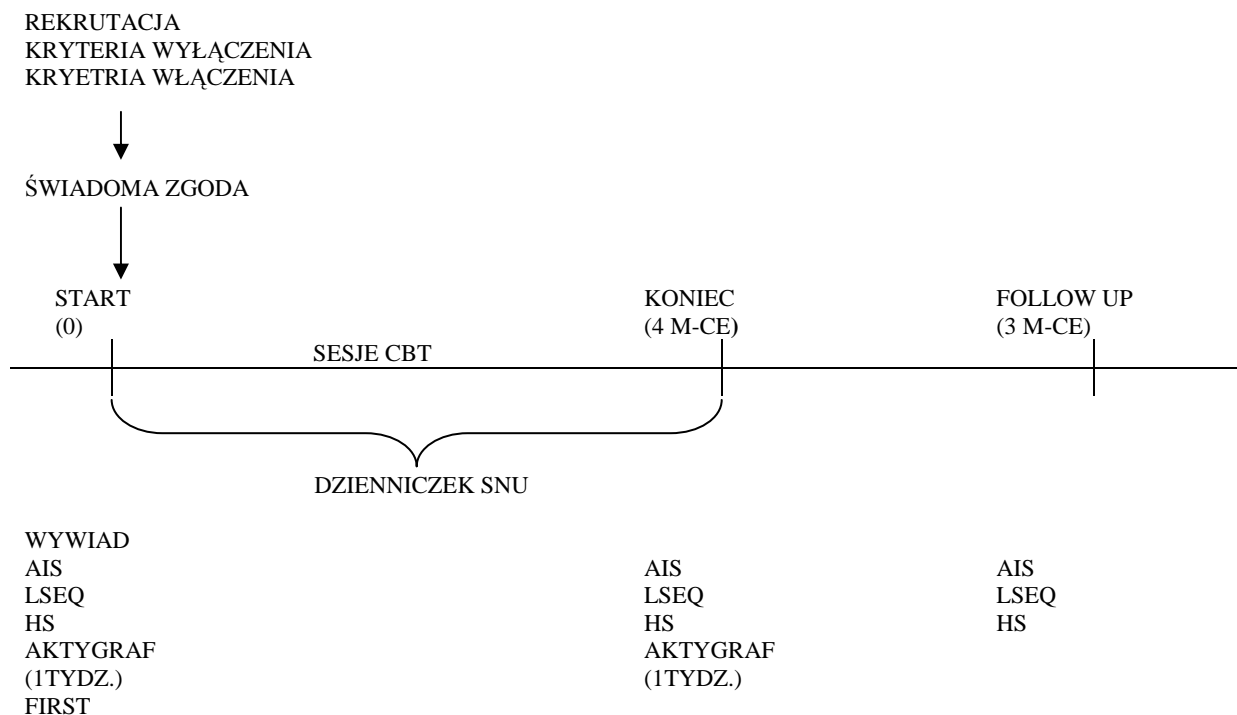 REKRUTACJA
KRYTERIA WYŁĄCZENIA
KRYETRIA WŁĄCZENIA
ŚWIADOMA ZGODA
START
(0)
KONIEC
(4 M-CE)
FOLLOW UP
(3 M-CE)
SESJE CBT
DZIENNICZEK SNU
WYWIAD
AIS
LSEQ
HS
AKTYGRAF
(1TYDZ.)
FIRST
AIS
LSEQ
HS
AKTYGRAF
(1TYDZ.)
AIS
LSEQ
HS